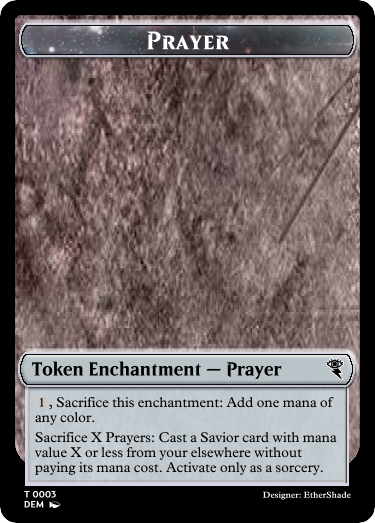 PRAYER
Token Enchantment — Prayer
1 , Sacrifice this enchantment: Add one mana of
any color.
Sacrifice X Prayers: Cast a Savior card with mana
value X or less from your elsewhere without
paying its mana cost. Activate only as a sorcery.
T 0003
DEM
Designer: EtherShade